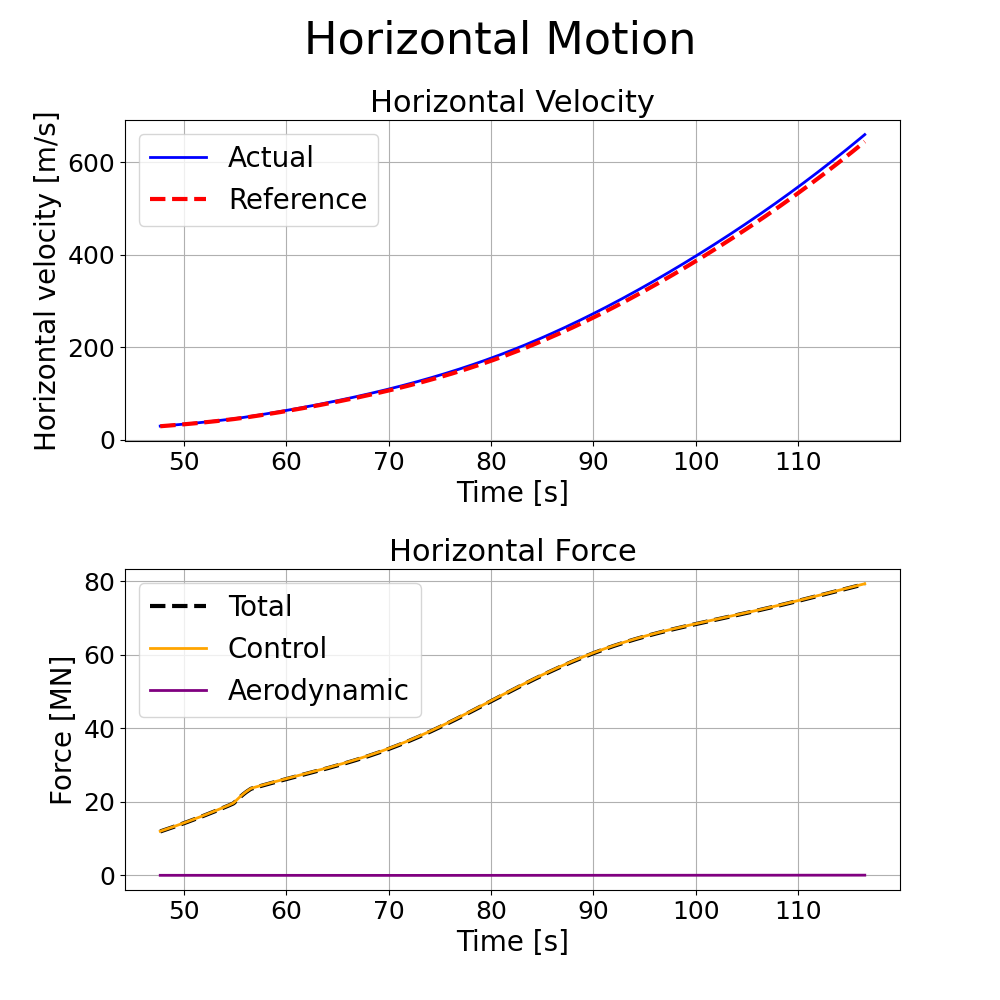 Horizontal Motion
Horizontal Velocity
Horizontal velocity [m/s]
600
400
200
0
Actual
Reference
50 60 70 80 90 100 110
Time [s]
Horizontal Force
Force [MN]
80
60
40
20
0
Total
Control
Aerodynamic
50 60 70 80 90 100 110
Time [s]